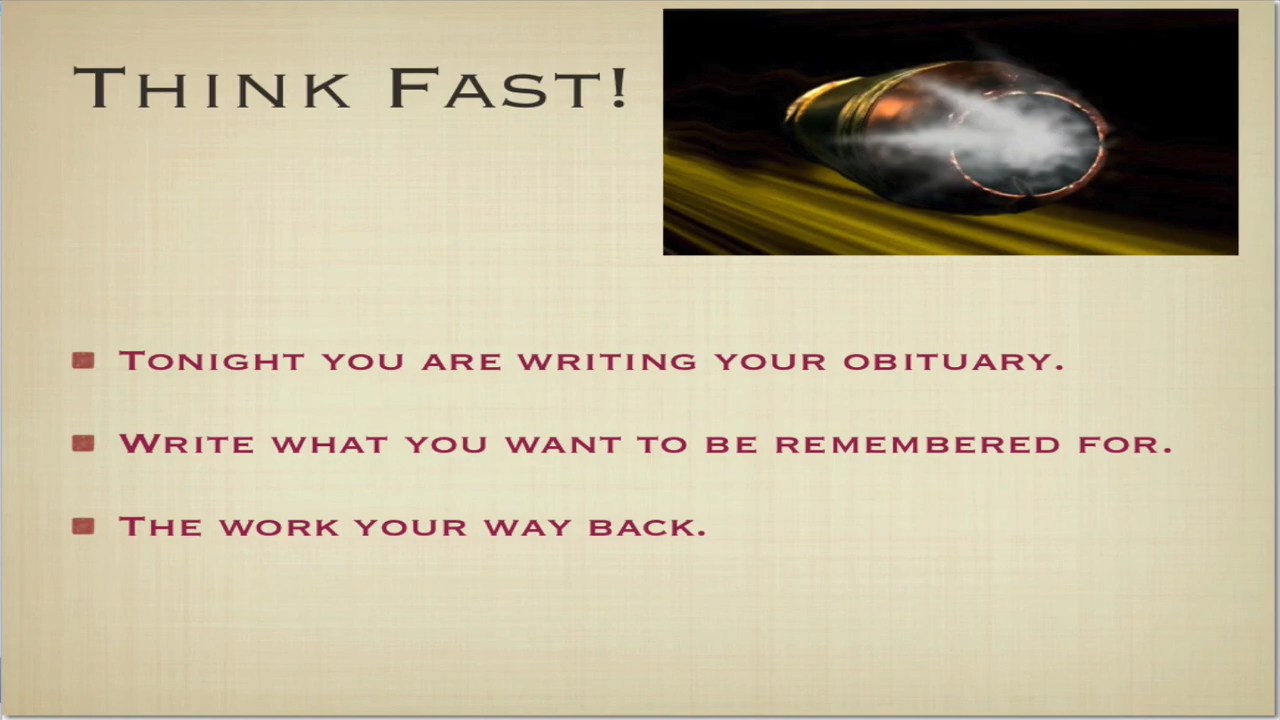 Think Fast!
Tonight you are writing your obituary.
Write what you want to be remembered for.
The work your way back.